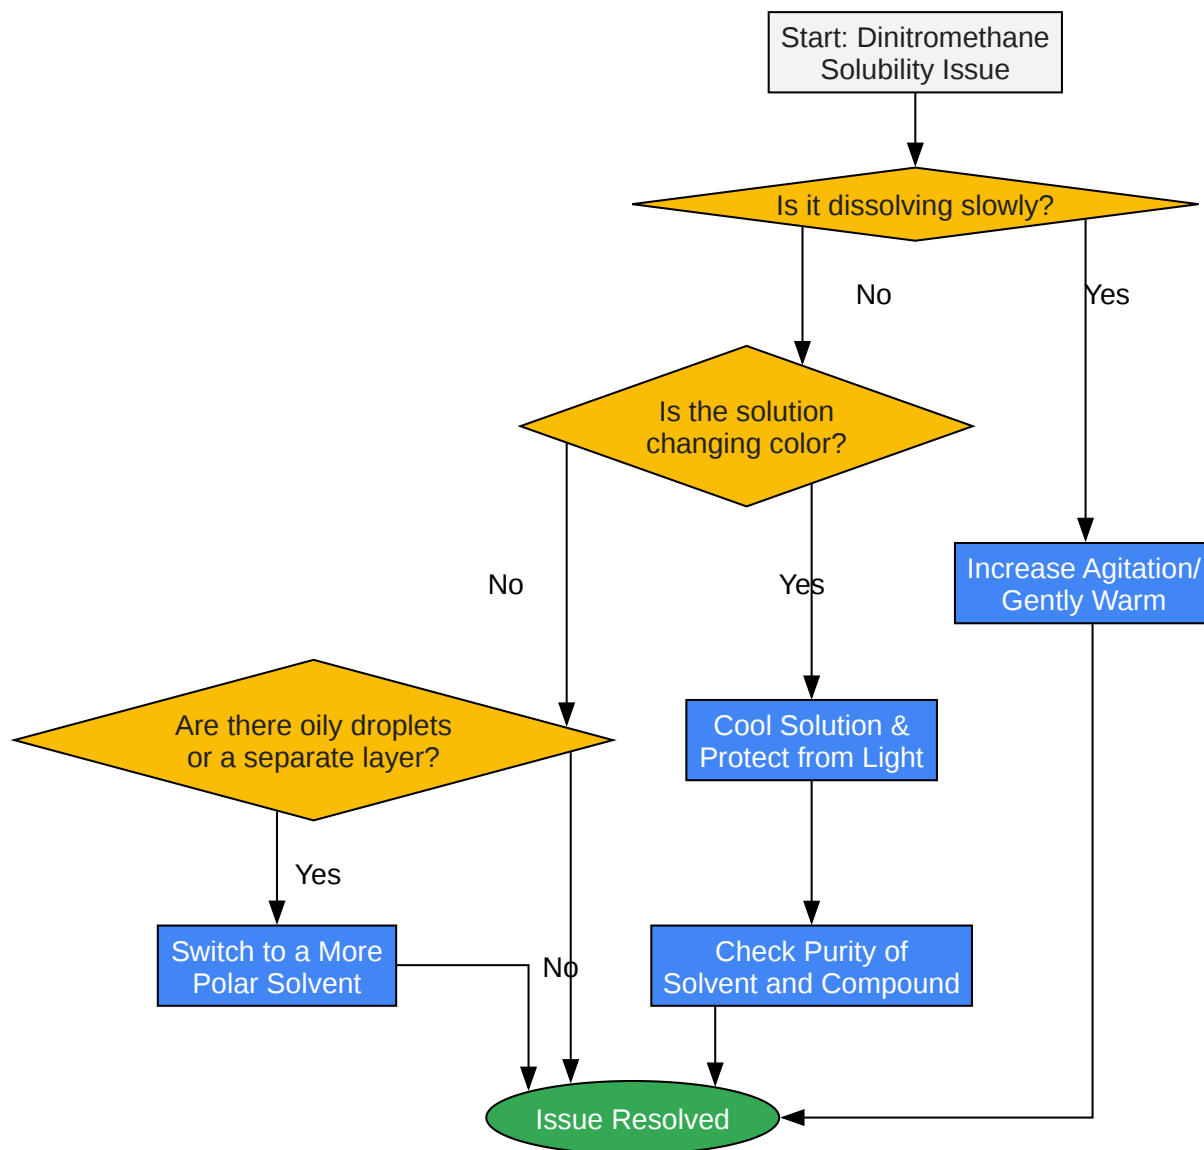 Start: Dinitromethane
Solubility Issue
Is it dissolving slowly?
No
Yes
Is the solution
changing color?
No
Yes
Increase Agitation/
Gently Warm
Are there oily droplets
or a separate layer?
Cool Solution &
Protect from Light
Yes
Switch to a More
Polar Solvent
No
Check Purity of
Solvent and Compound
Issue Resolved